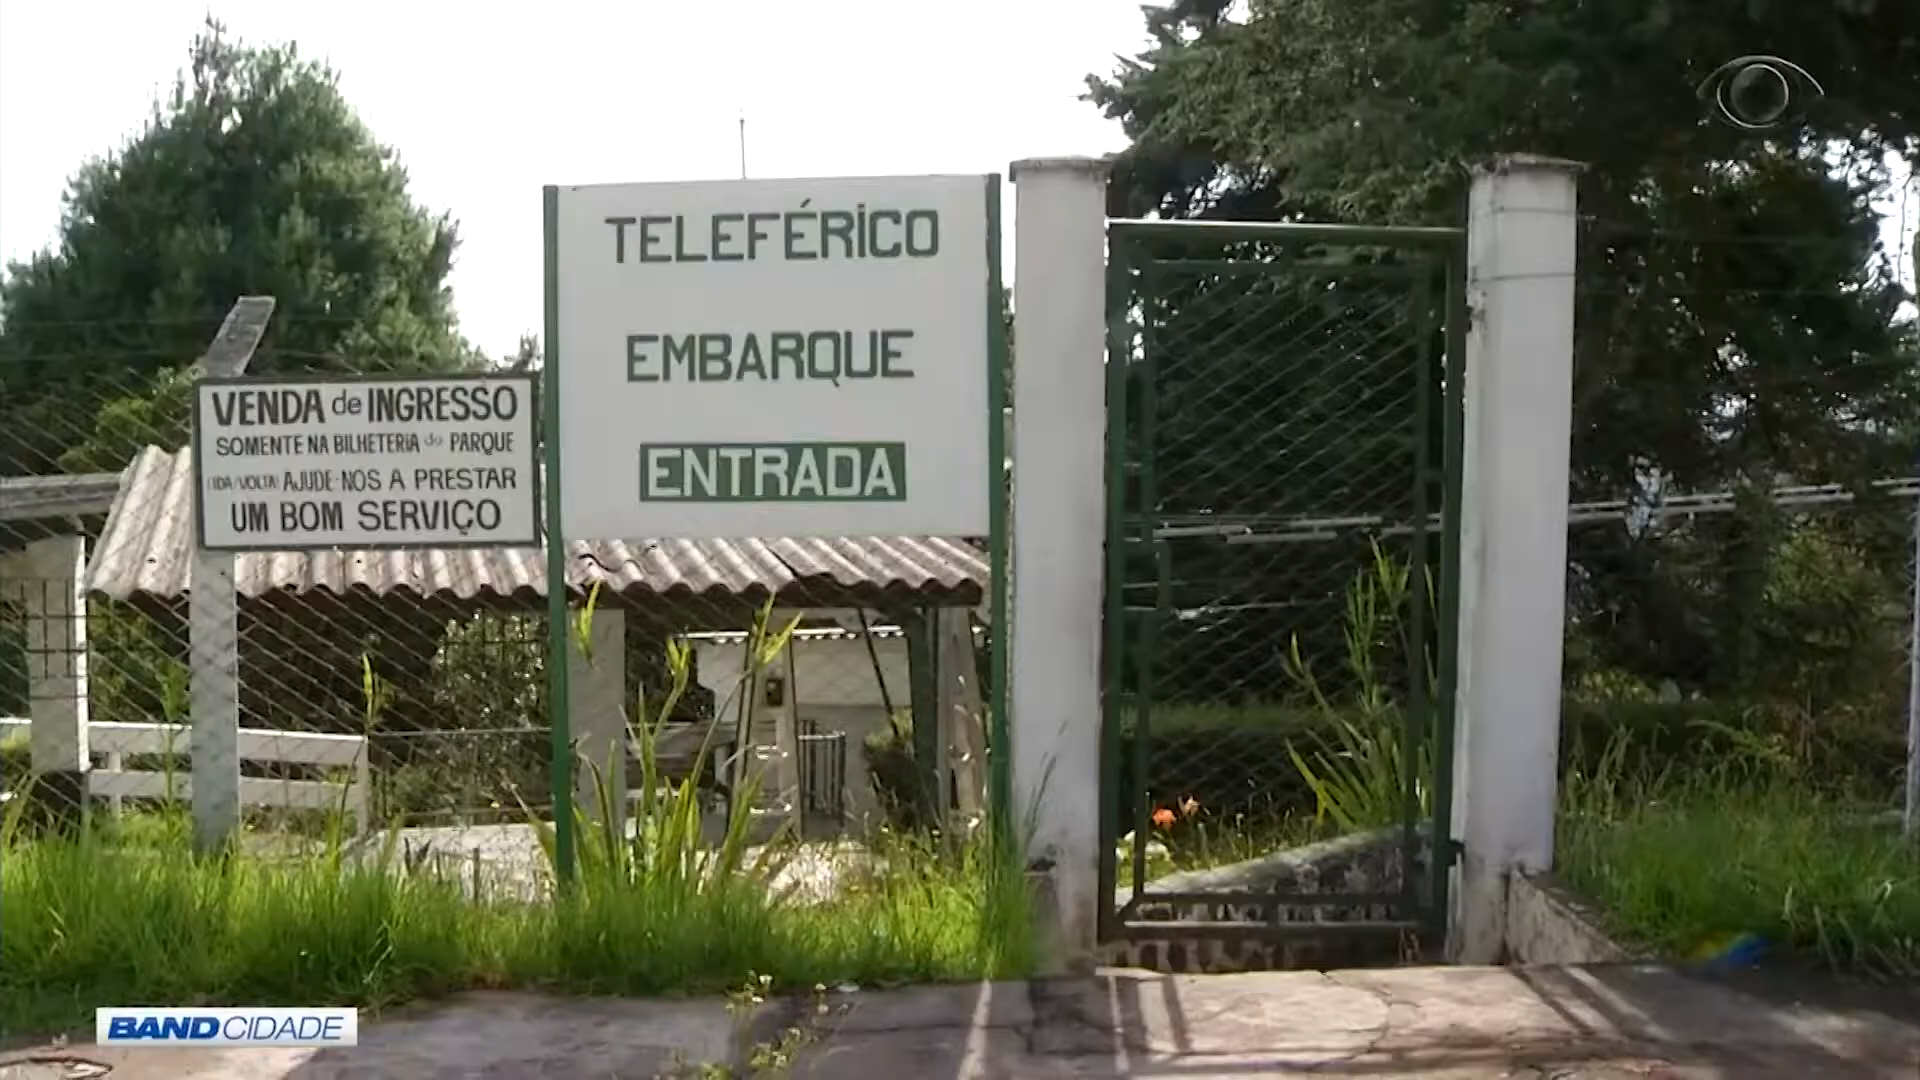 TELEFÉRICO
EMBARQUE
ENTRADA
VENDA de INGRESSO
SOMENTE NA BILHETERIA do PARQUE
(IDA/VOLTA) AJUDE-NOS A PRESTAR
UM BOM SERVIÇO
BAND CIDADE